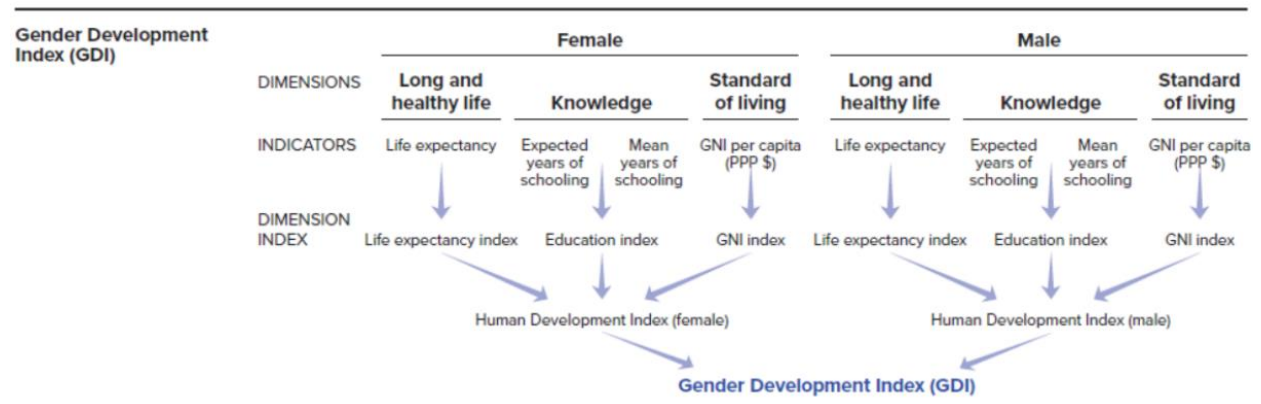 Gender Development
Index (GDI)
Female Male
DIMENSIONS Long and healthy life Knowledge Standard of living Long and healthy life Knowledge Standard of living
INDICATORS Life expectancy Expected years of schooling Mean years of schooling GNI per capita (PPP $) Life expectancy Expected years of schooling Mean years of schooling GNI per capita (PPP $)
DIMENSION
INDEX Life expectancy index Education index GNI index Life expectancy index Education index GNI index
Human Development Index (female) Human Development Index (male)
Gender Development Index (GDI)